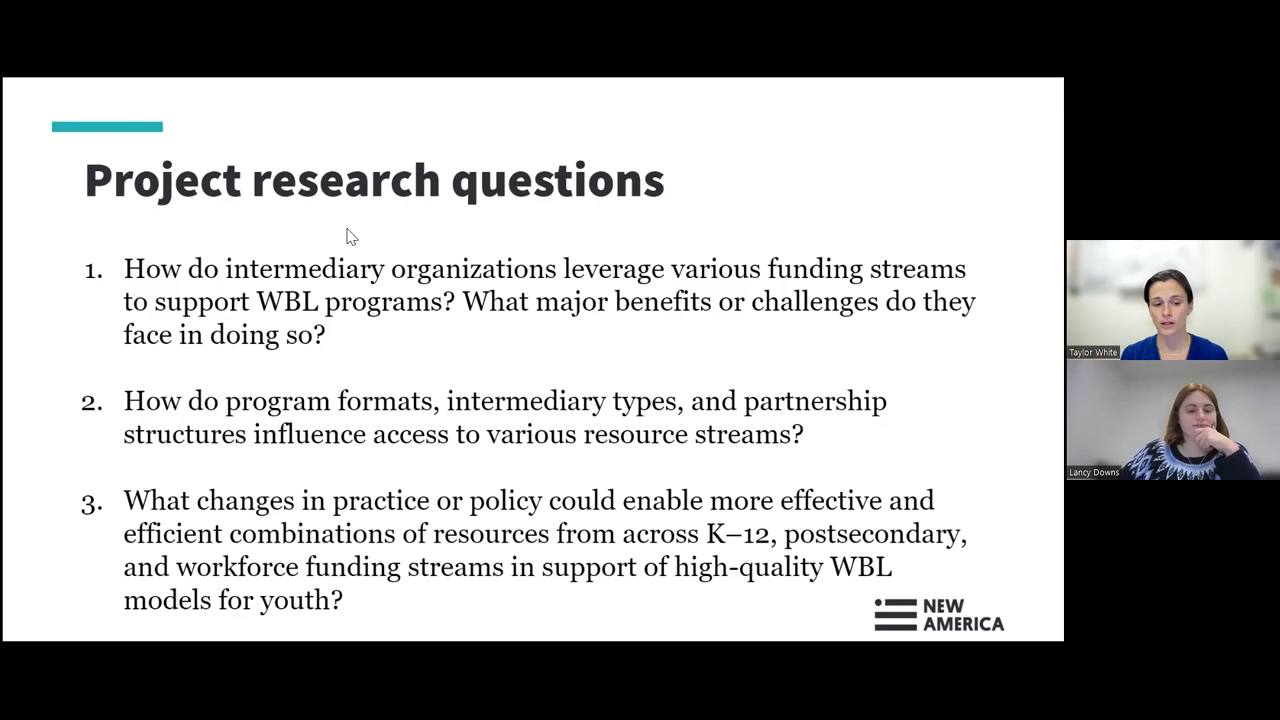 Project research questions
1. How do intermediary organizations leverage various funding streams
to support WBL programs? What major benefits or challenges do they
face in doing so?
2. How do program formats, intermediary types, and partnership
structures influence access to various resource streams?
3. What changes in practice or policy could enable more effective and
efficient combinations of resources from across K–12, postsecondary,
and workforce funding streams in support of high-quality WBL
models for youth?
NEW
AMERICA
Taylor White
Lancy Downs